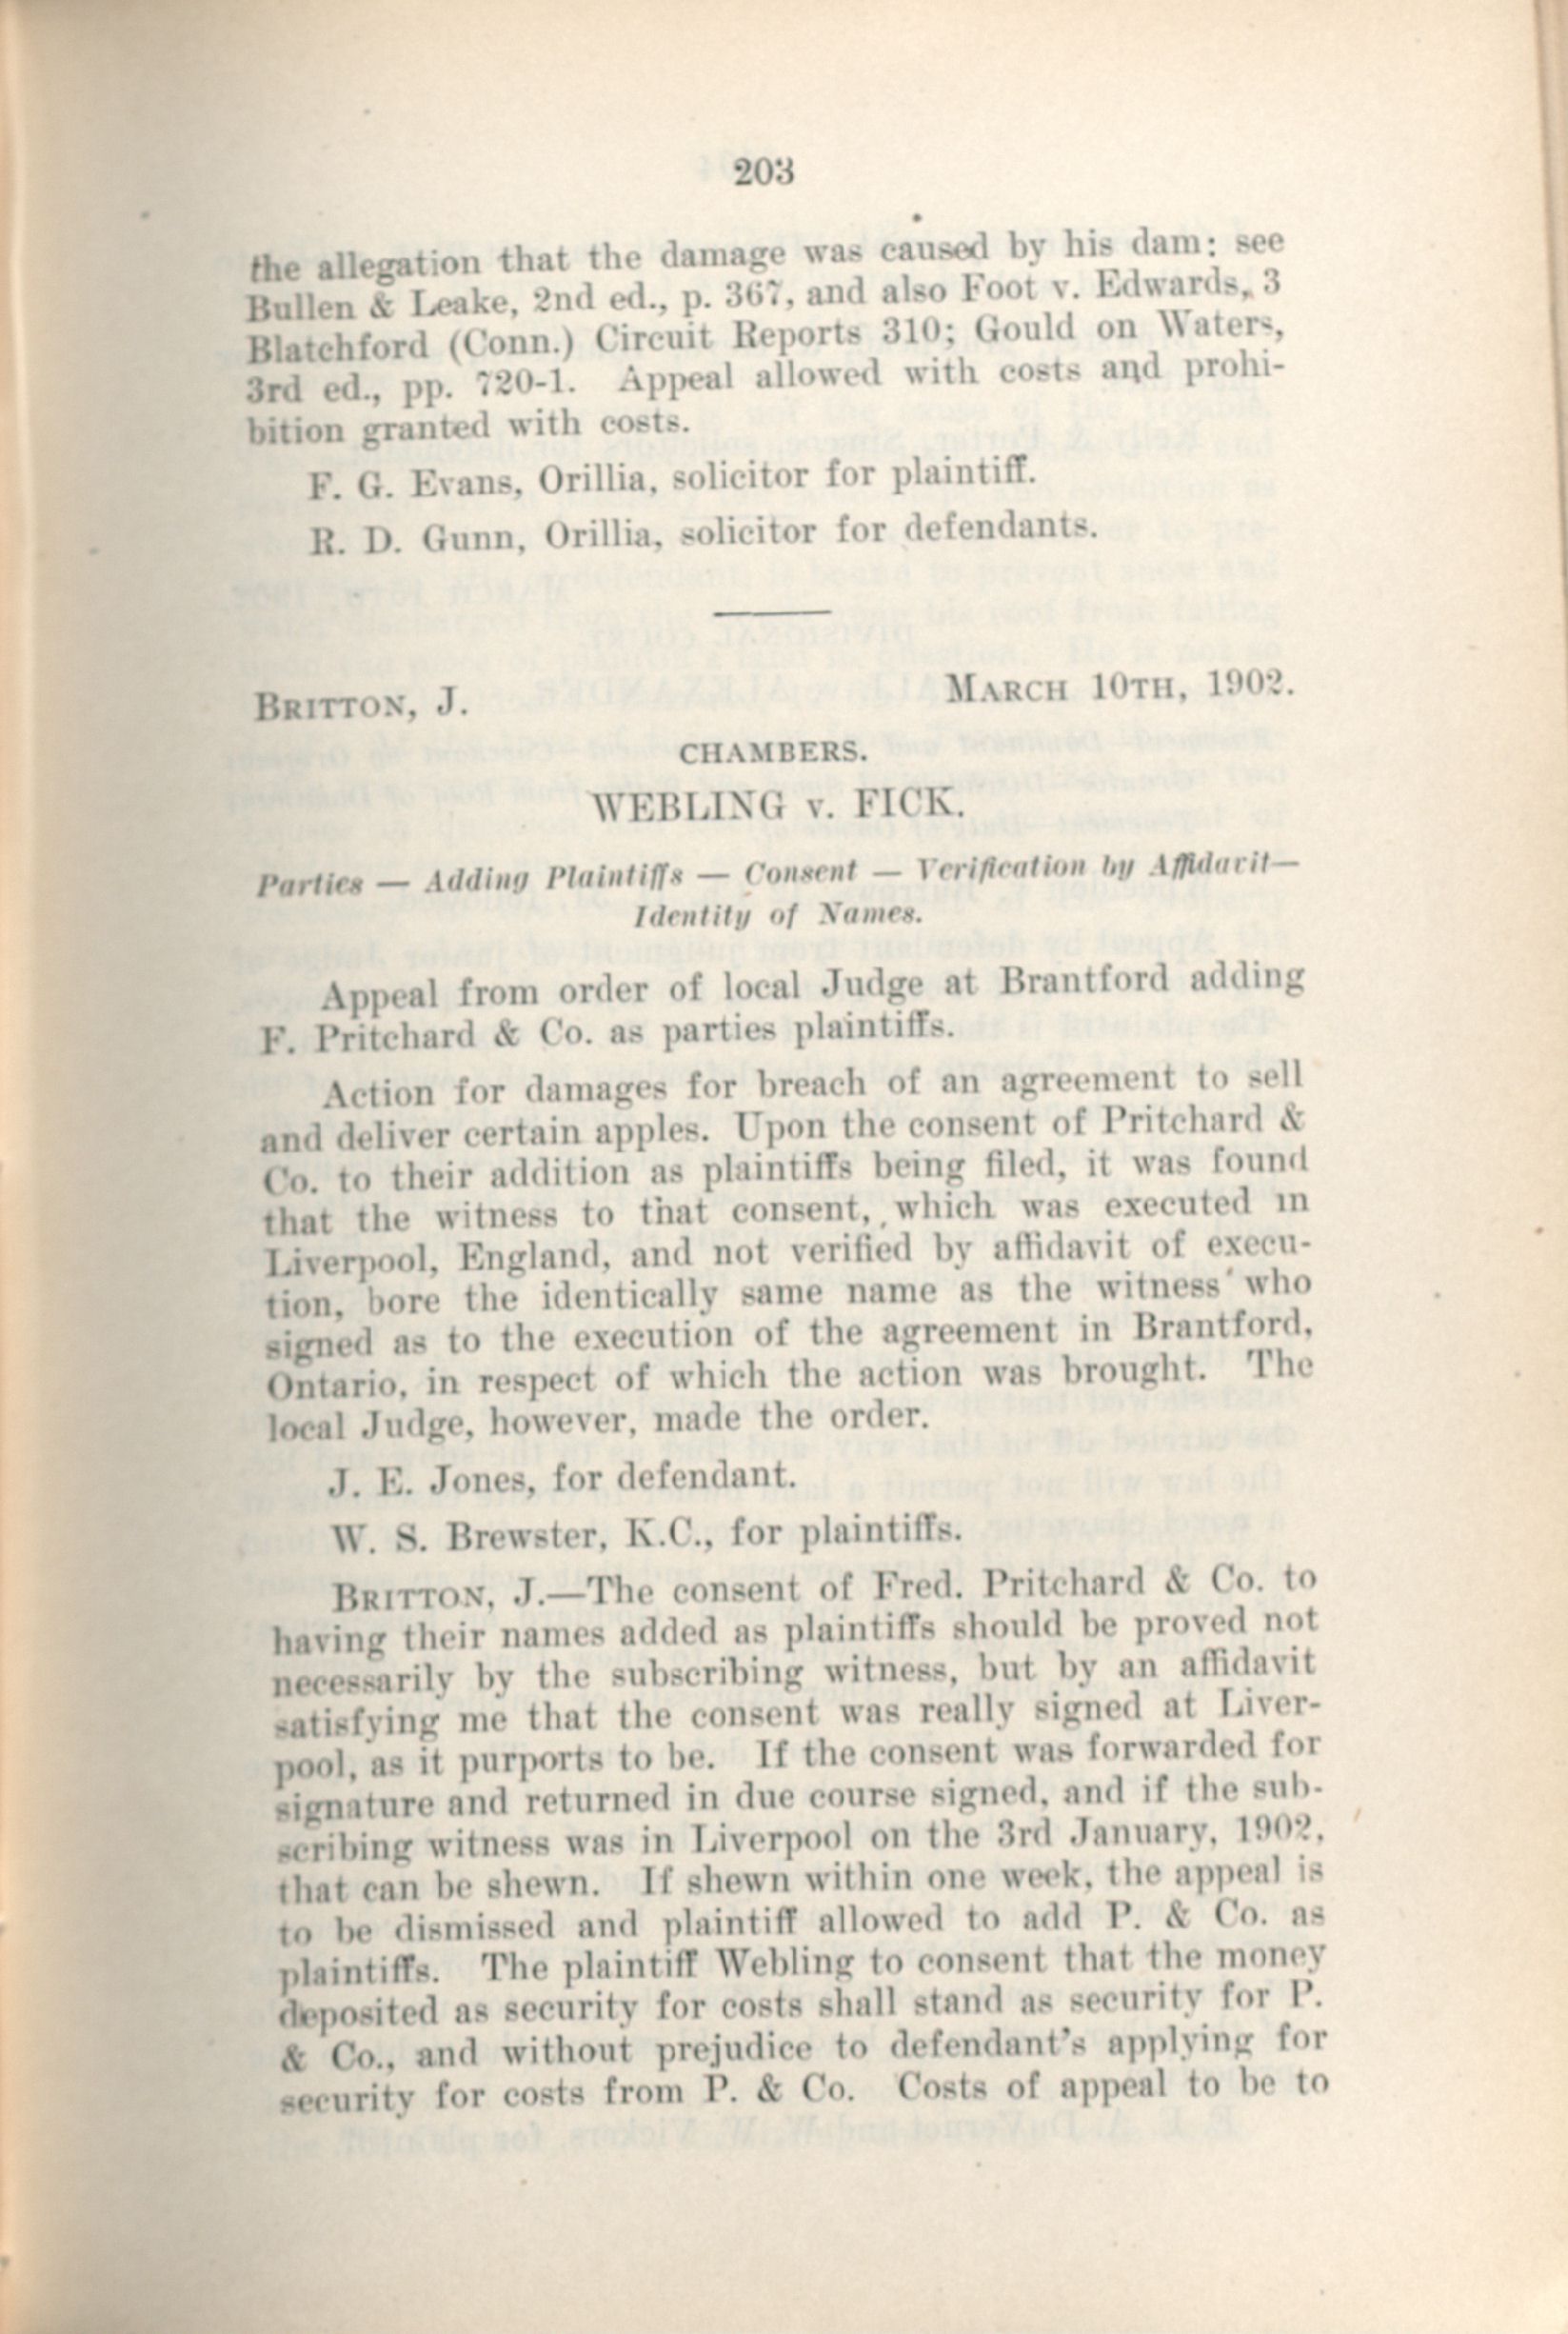 203
the allegation that the damage was caused by his dam: see
Bullen & Leake, 2nd ed., p. 367, and also Foot v. Edwards, 3
Blatchford (Conn.) Circuit Reports 310; Gould on Waters,
3rd ed., pp. 720-1. Appeal allowed with costs and prohi-
bition granted with costs.
F. G. Evans, Orillia, solicitor for plaintiff.
R. D. Gunn, Orillia, solicitor for defendants.
BRITTON, J. MARCH 10TH, 1902.
CHAMBERS.
WEBLING v. FICK.
Parties — Adding Plaintiffs — Consent — Verification by Affidavit—
Identity of Names.
Appeal from order of local Judge at Brantford adding
F. Pritchard & Co. as parties plaintiffs.
Action for damages for breach of an agreement to sell
and deliver certain apples. Upon the consent of Pritchard &
Co. to their addition as plaintiffs being filed, it was found
that the witness to that consent, which was executed in
Liverpool, England, and not verified by affidavit of execu-
tion, bore the identically same name as the witness who
signed as to the execution of the agreement in Brantford,
Ontario, in respect of which the action was brought. The
local Judge, however, made the order.
J. E. Jones, for defendant.
W. S. Brewster, K.C., for plaintiffs.
BRITTON, J.—The consent of Fred. Pritchard & Co. to
having their names added as plaintiffs should be proved not
necessarily by the subscribing witness, but by an affidavit
satisfying me that the consent was really signed at Liver-
pool, as it purports to be. If the consent was forwarded for
signature and returned in due course signed, and if the sub-
scribing witness was in Liverpool on the 3rd January, 1902,
that can be shewn. If shewn within one week, the appeal is
to be dismissed and plaintiff allowed to add P. & Co. as
plaintiffs. The plaintiff Webling to consent that the money
deposited as security for costs shall stand as security for P.
& Co., and without prejudice to defendant's applying for
security for costs from P. & Co. Costs of appeal to be to